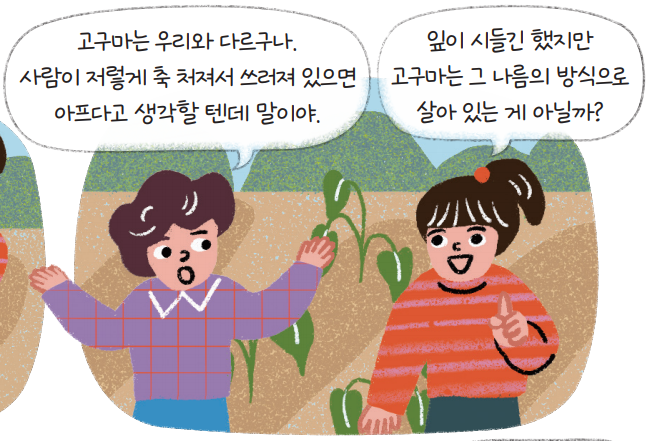 고구마는 우리와 다르구나.
사람이 저렇게 축 처져서 쓰러져 있으면
아프다고 생각할 텐데 말이야.
잎이 시들긴 했지만
고구마는 그 나름의 방식으로
살아 있는 게 아닐까?